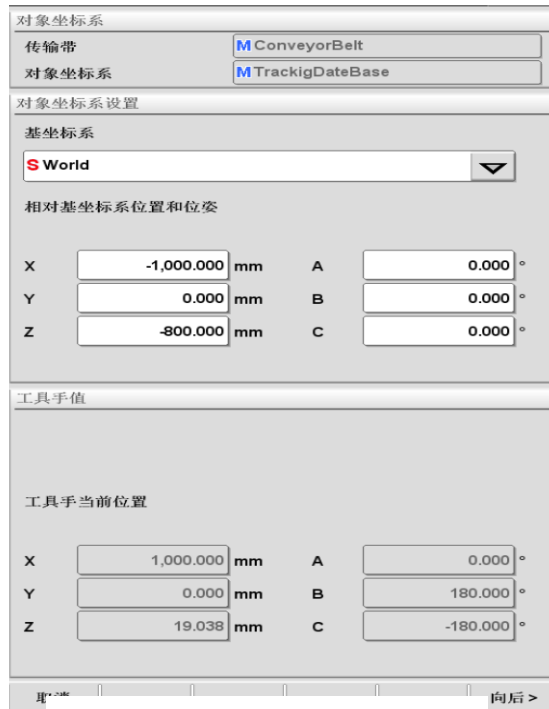 对象坐标系
传输带 M ConveyorBelt
对象坐标系 M TrackigDateBase
对象坐标系设置
基坐标系
S World
相对基坐标系位置和位姿
X -1,000.000 mm A 0.000 °
Y 0.000 mm B 0.000 °
Z -800.000 mm C 0.000 °
工具手值
工具手当前位置
X 1,000.000 mm A 0.000 °
Y 0.000 mm B 180.000 °
Z 19.038 mm C -180.000 °
取消 向后 >